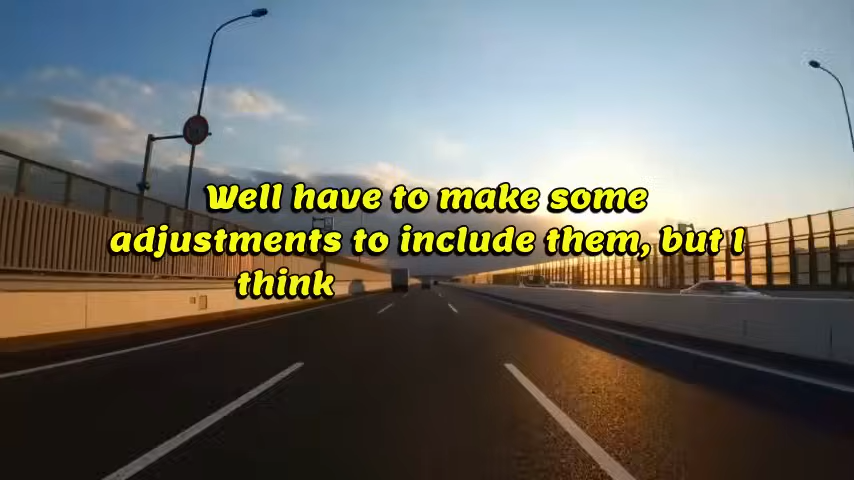 Well have to make some
adjustments to include them, but I
think